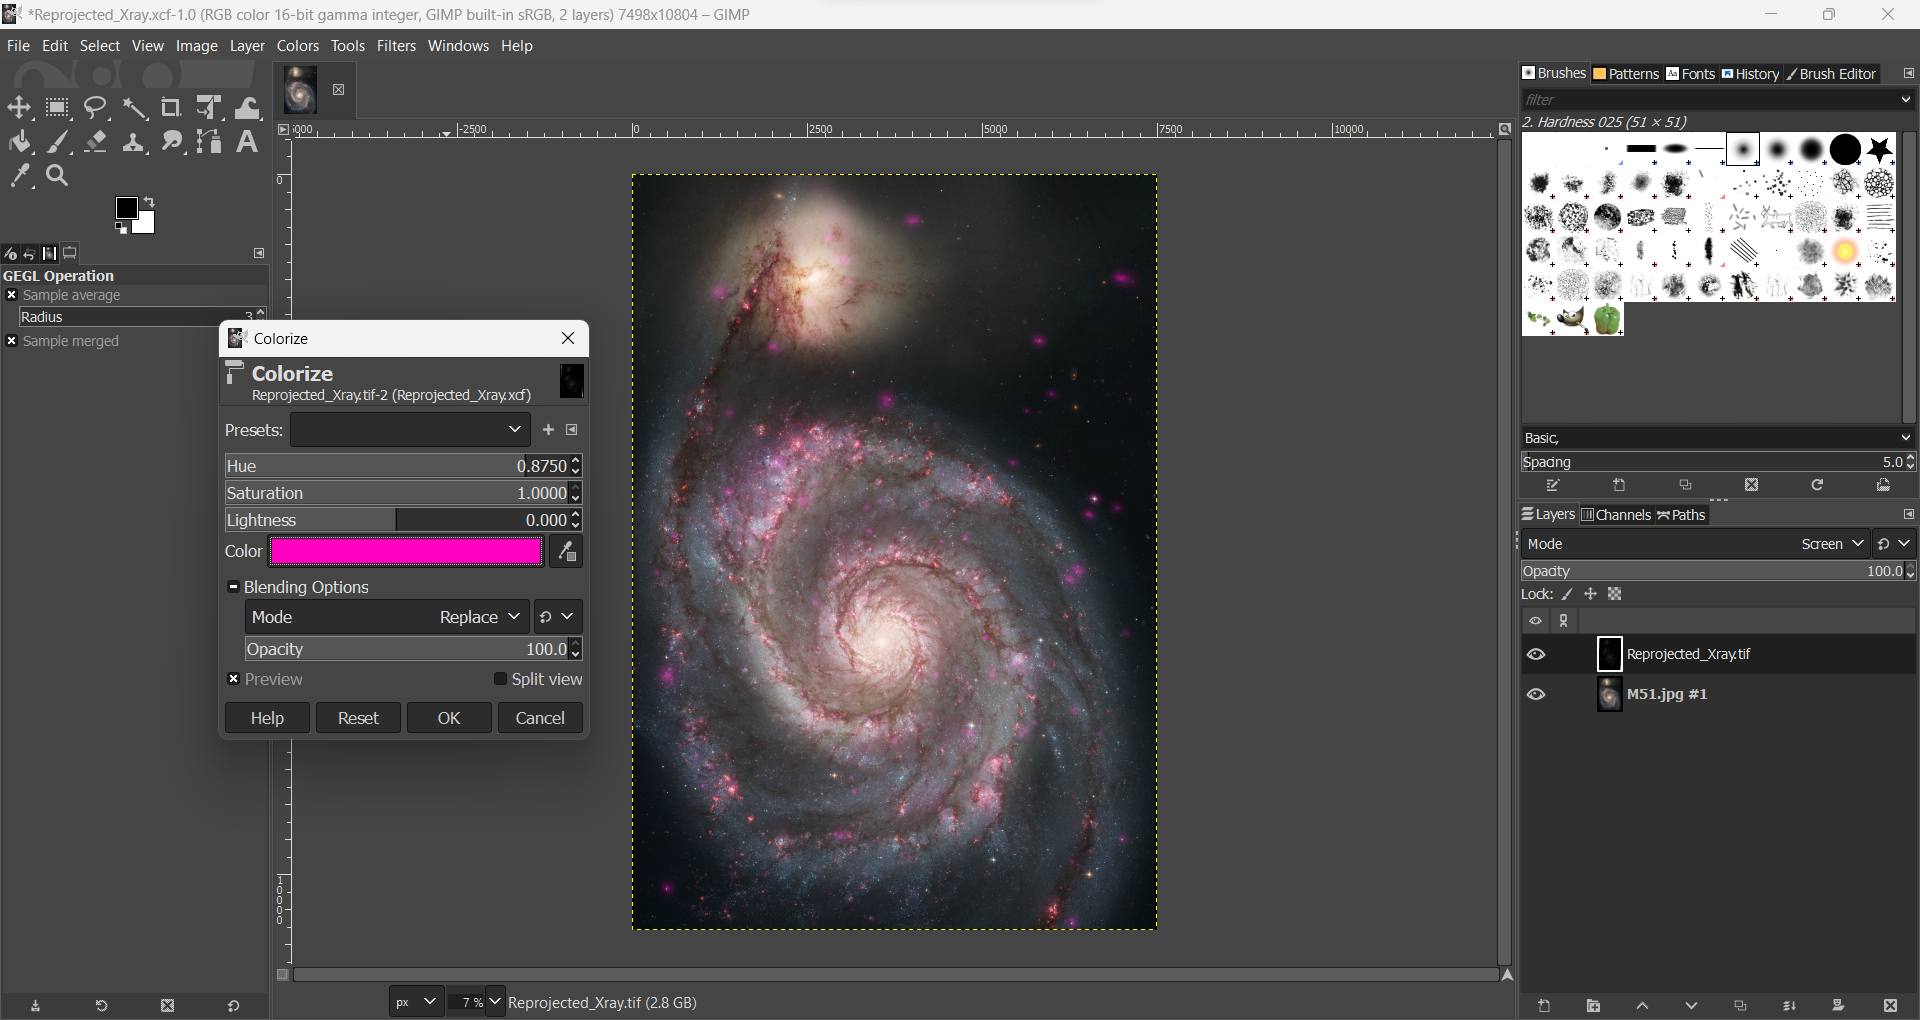 *Reprojected_Xray.xcf-1.0 (RGB color 16-bit gamma integer, GIMP built-in sRGB, 2 layers) 7498x10804 – GIMP
File Edit Select View Image Layer Colors Tools Filters Windows Help
Brushes Patterns Fonts History Brush Editor
filter
2. Hardness 025 (51 × 51)
-2500 0 2500 5000 7500 10000
0
GEGL Operation
Sample average
Radius 3
Sample merged
Colorize
Colorize
Reprojected_Xray.tif-2 (Reprojected_Xray.xcf)
Presets:
Hue 0.8750
Saturation 1.0000
Lightness 0.000
Color
Blending Options
Mode Replace
Opacity 100.0
Preview Split view
Help Reset OK Cancel
10000
Basic,
Spacing 5.0
Layers Channels Paths
Mode Screen
Opacity 100.0
Lock:
Reprojected_Xray.tif
M51.jpg #1
px 7 % Reprojected_Xray.tif (2.8 GB)